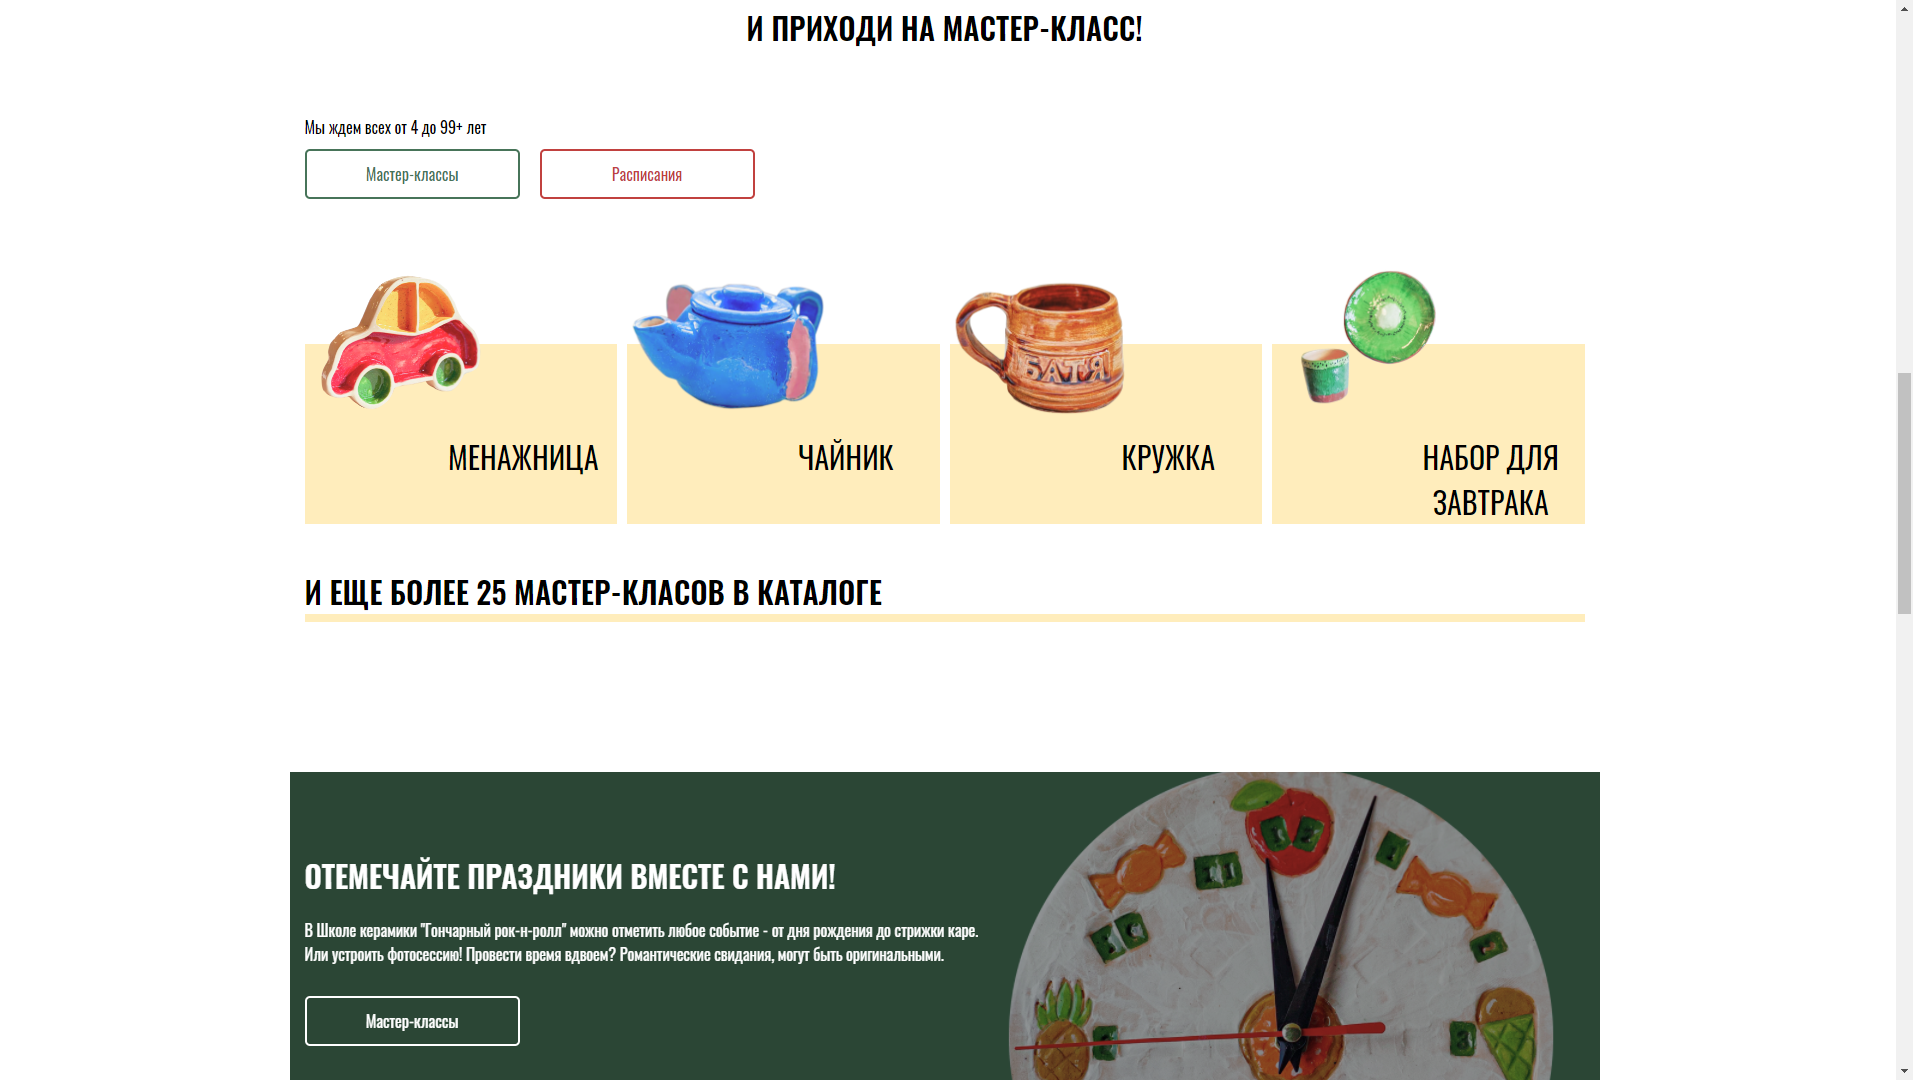 И ПРИХОДИ НА МАСТЕР-КЛАСС!
Мы ждем всех от 4 до 99+ лет
Мастер-классы
Расписания
БАТЯ
МЕНАЖНИЦА
ЧАЙНИК
КРУЖКА
НАБОР ДЛЯ
ЗАВТРАКА
И ЕЩЕ БОЛЕЕ 25 МАСТЕР-КЛАСОВ В КАТАЛОГЕ
ОТМЕЧАЙТЕ ПРАЗДНИКИ ВМЕСТЕ С НАМИ!
В Школе керамики "Гончарный рок-н-ролл" можно отметить любое событие - от дня рождения до стрижки каре.
Или устроить фотосессию! Провести время вдвоем? Романтические свидания, могут быть оригинальными.
Мастер-классы